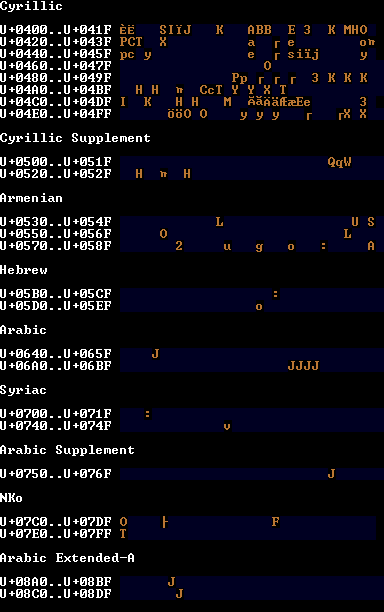 Cyrillic
U+0400..U+041F ÈË SIÏJ K ABB E 3 K MHO
U+0420..U+043F PCT X a r e on
U+0440..U+045F pc y e r siïj y
U+0460..U+047F O
U+0480..U+049F Pp r r r 3 K K K
U+04A0..U+04BF H H n CcT Y Y X T
U+04C0..U+04DF I K H H M ĂăÄäÆæĔĕ 3
U+04E0..U+04FF öÖO O y y y r rX X
Cyrillic Supplement
U+0500..U+051F QqW
U+0520..U+052F H n H
Armenian
U+0530..U+054F L U S
U+0550..U+056F O L
U+0570..U+058F 2 u g o : A
Hebrew
U+05B0..U+05CF :
U+05D0..U+05EF o
Arabic
U+0640..U+065F J
U+06A0..U+06BF JJJJ
Syriac
U+0700..U+071F :
U+0740..U+074F v
Arabic Supplement
U+0750..U+076F J
NKo
U+07C0..U+07DF O ├ F
U+07E0..U+07FF T
Arabic Extended-A
U+08A0..U+08BF J
U+08C0..U+08DF J